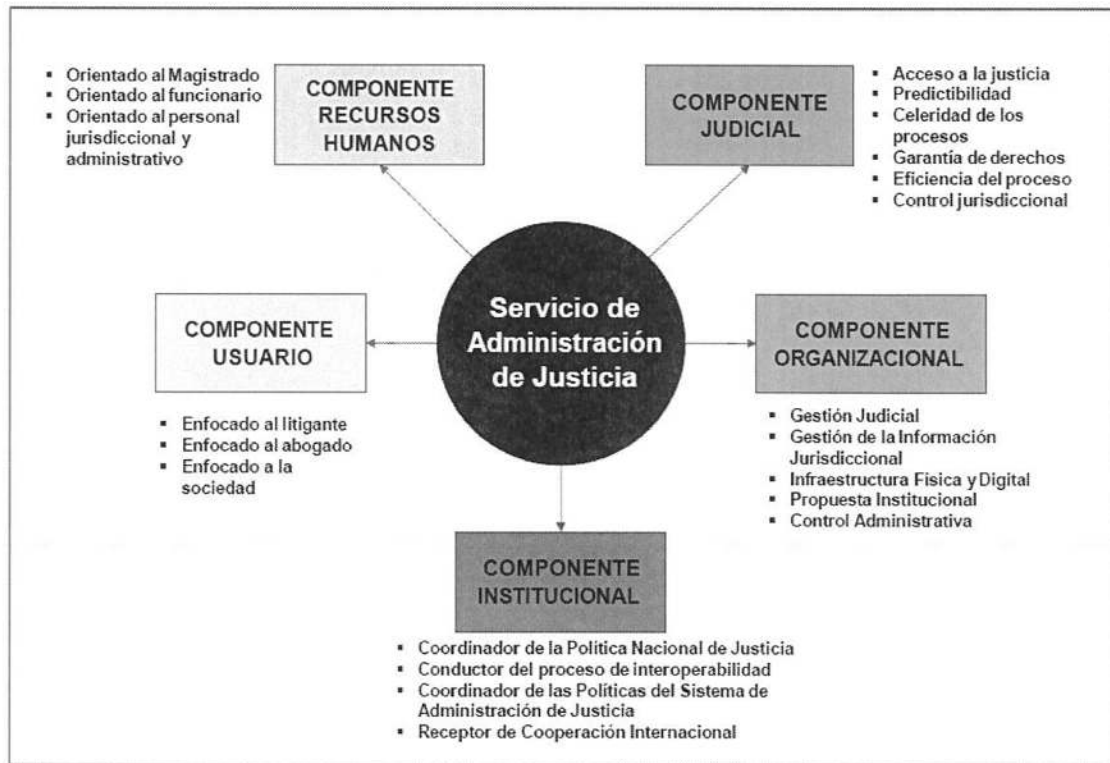 ▪ Orientado al Magistrado
▪ Orientado al funcionario
▪ Orientado al personal
jurisdiccional y
administrativo
COMPONENTE
RECURSOS
HUMANOS
COMPONENTE
JUDICIAL
▪ Acceso a la justicia
▪ Predictibilidad
▪ Celeridad de los
procesos
▪ Garantía de derechos
▪ Eficiencia del proceso
▪ Control jurisdiccional
Servicio de
Administración
de Justicia
COMPONENTE
USUARIO
▪ Enfocado al litigante
▪ Enfocado al abogado
▪ Enfocado a la
sociedad
COMPONENTE
ORGANIZACIONAL
▪ Gestión Judicial
▪ Gestión de la Información
Jurisdiccional
▪ Infraestructura Física y Digital
▪ Propuesta Institucional
▪ Control Administrativa
COMPONENTE
INSTITUCIONAL
▪ Coordinador de la Política Nacional de Justicia
▪ Conductor del proceso de interoperabilidad
▪ Coordinador de las Políticas del Sistema de
Administración de Justicia
▪ Receptor de Cooperación Internacional